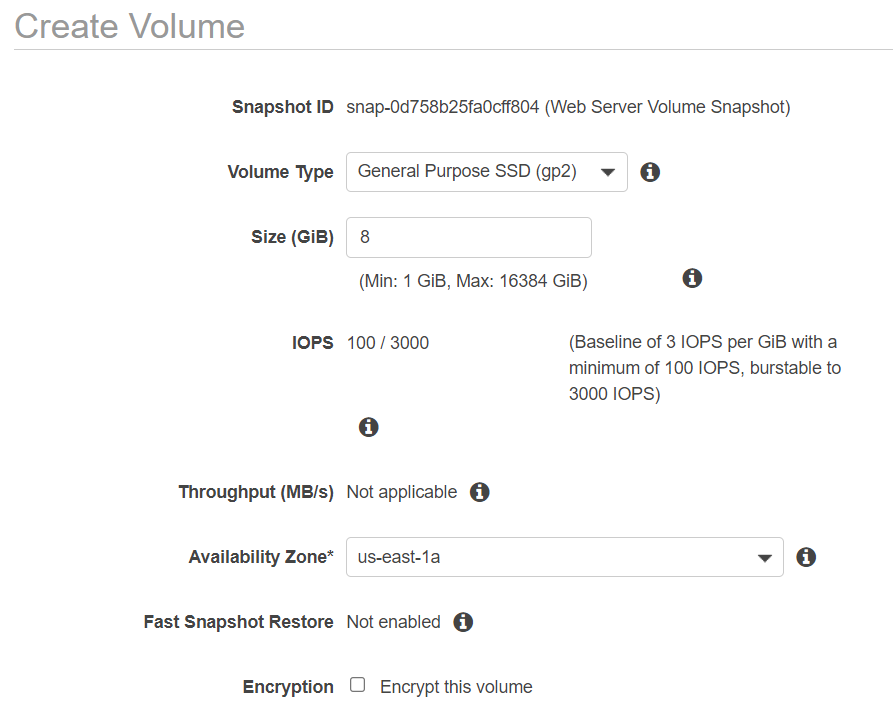 Create Volume
Snapshot ID snap-0d758b25fa0cff804 (Web Server Volume Snapshot)
Volume Type General Purpose SSD (gp2)
Size (GiB) 8
(Min: 1 GiB, Max: 16384 GiB)
IOPS 100 / 3000 (Baseline of 3 IOPS per GiB with a
minimum of 100 IOPS, burstable to
3000 IOPS)
Throughput (MB/s) Not applicable
Availability Zone* us-east-1a
Fast Snapshot Restore Not enabled
Encryption Encrypt this volume